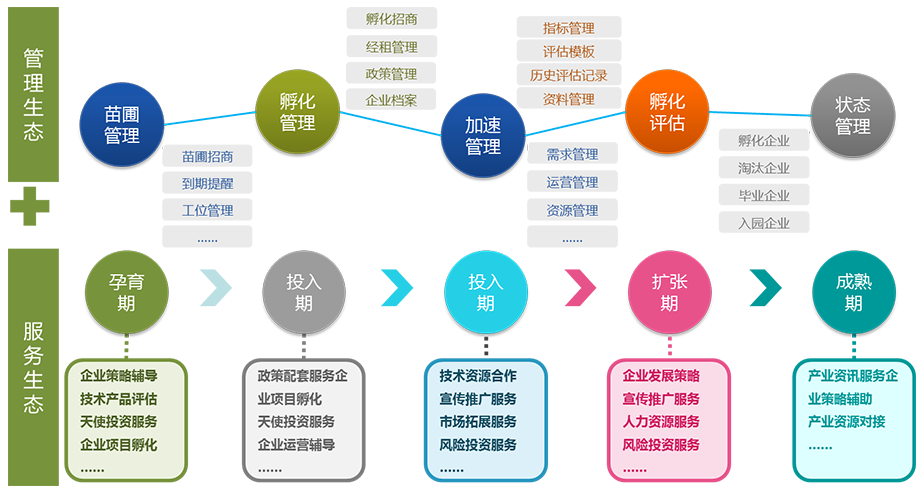 管理生态
苗圃
管理
苗圃招商
到期提醒
工位管理
......
孵化
管理
孵化招商
经租管理
政策管理
企业档案
加速
管理
需求管理
运营管理
资源管理
......
孵化
评估
指标管理
评估模板
历史评估记录
资料管理
状态
管理
孵化企业
淘汰企业
毕业企业
入园企业
服务生态
孕育
期
企业策略辅导
技术产品评估
天使投资服务
企业项目孵化
......
投入
期
政策配套服务企
业项目孵化
天使投资服务
企业运营辅导
......
投入
期
技术资源合作
宣传推广服务
市场拓展服务
风险投资服务
......
扩张
期
企业发展策略
宣传推广服务
人力资源服务
风险投资服务
......
成熟
期
产业资讯服务企
业策略辅助
产业资源对接
......